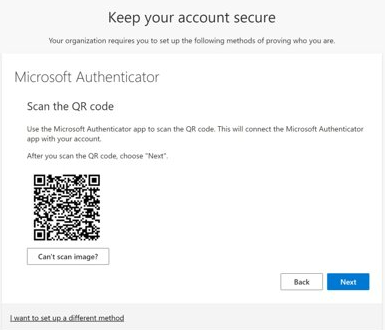 Keep your account secure
Your organization requires you to set up the following methods of proving who you are.
Microsoft Authenticator
Scan the QR code
Use the Microsoft Authenticator app to scan the QR code. This will connect the Microsoft Authenticator
app with your account.
After you scan the QR code, choose "Next".
Can't scan image?
Back
Next
I want to set up a different method